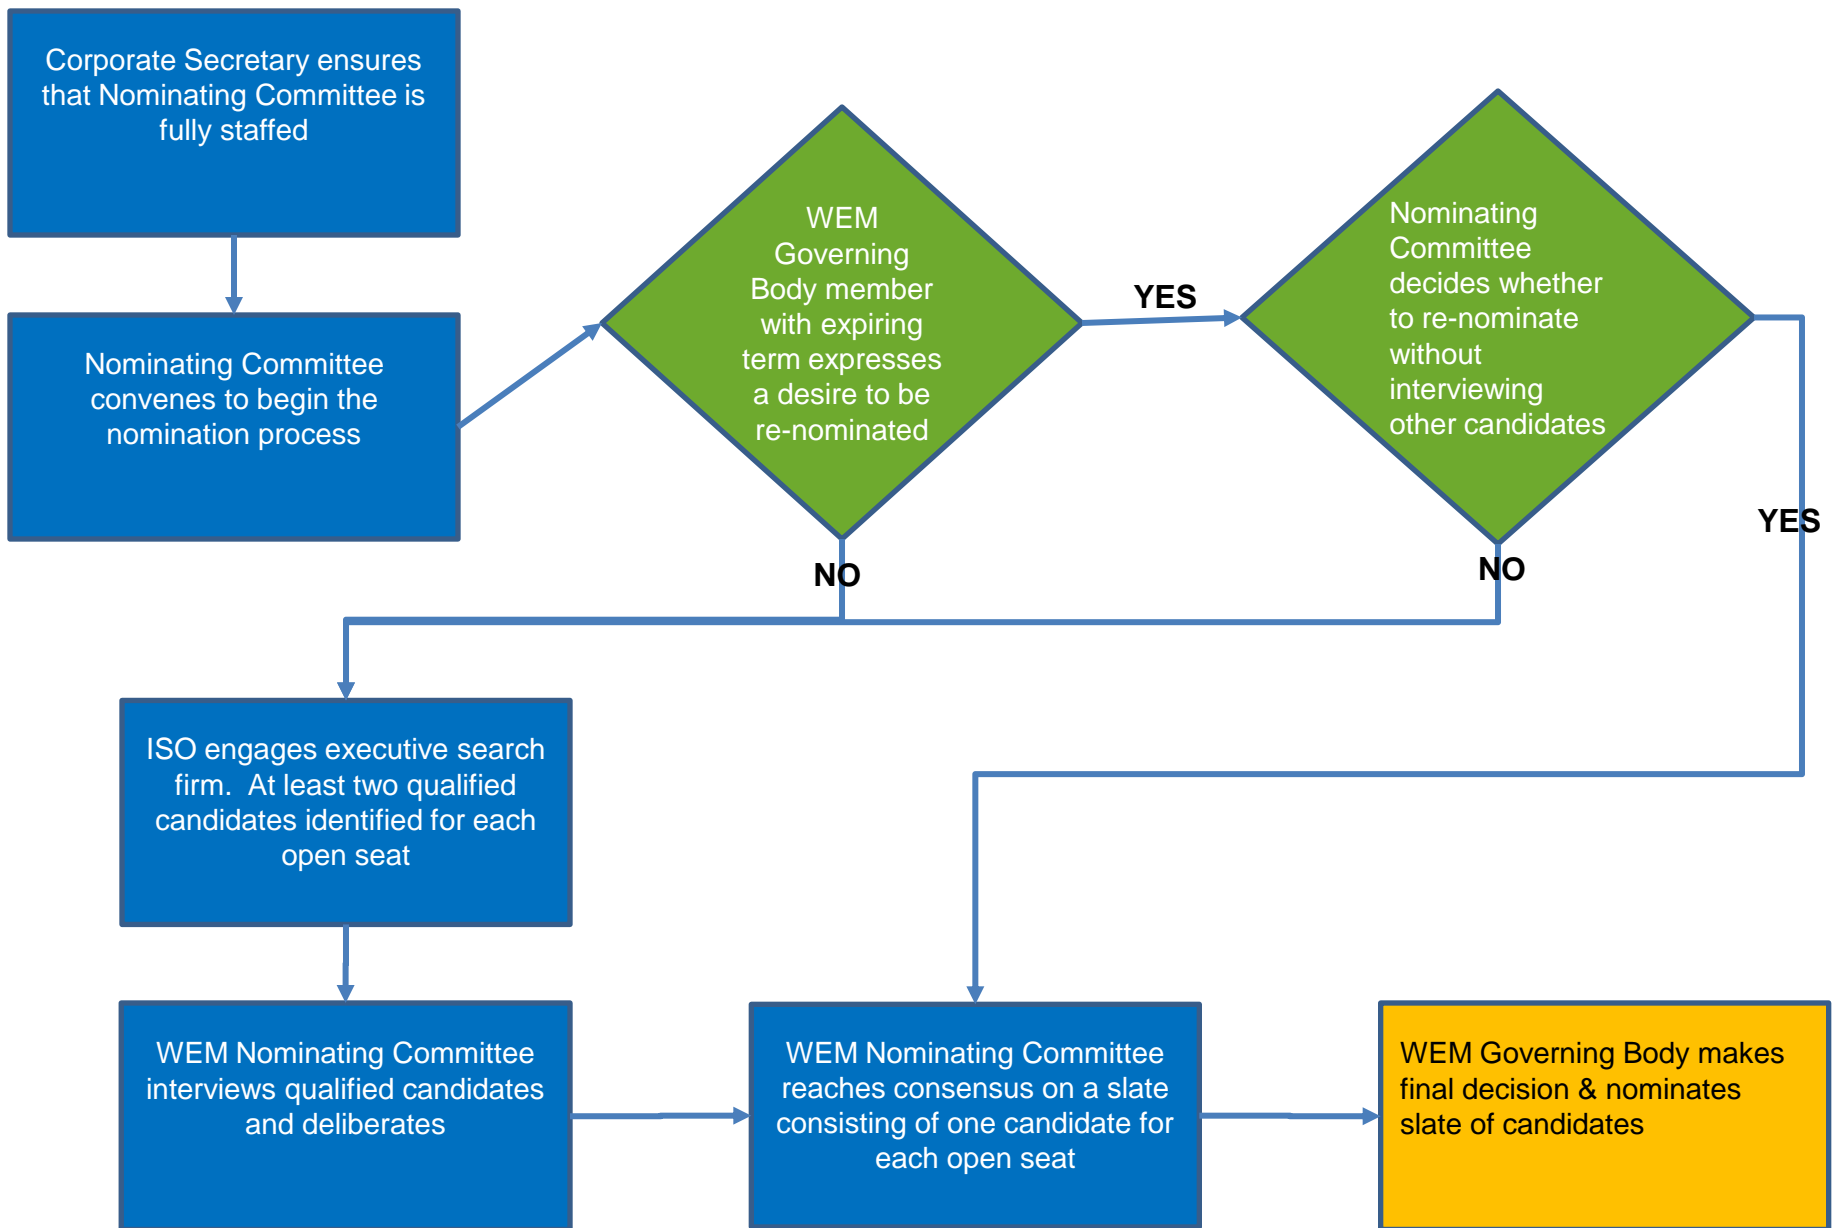 Corporate Secretary ensures
that Nominating Committee is
fully staffed
Nominating Committee
convenes to begin the
nomination process
WEM
Governing
Body member
with expiring
term expresses
a desire to be
re-nominated
YES
Nominating
Committee
decides whether
to re-nominate
without
interviewing
other candidates
YES
NO
NO
ISO engages executive search
firm.  At least two qualified
candidates identified for each
open seat
WEM Nominating Committee
interviews qualified candidates
and deliberates
WEM Nominating Committee
reaches consensus on a slate
consisting of one candidate for
each open seat
WEM Governing Body makes
final decision & nominates
slate of candidates